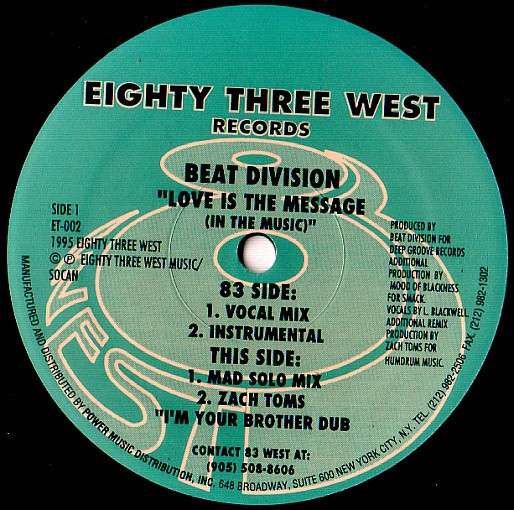 EIGHTY THREE WEST
RECORDS
BEAT DIVISION
"LOVE IS THE MESSAGE
(IN THE MUSIC)"
SIDE 1
ET-002
1995 EIGHTY THREE WEST
© ℗ EIGHTY THREE WEST MUSIC/
SOCAN
PRODUCED BY
BEAT DIVISION FOR
DEEP GROOVE RECORDS
ADDITIONAL
PRODUCTION BY
MOOD OF BLACKNESS
FOR SMACK.
VOCALS BY L. BLACKWELL
ADDITIONAL REMIX
PRODUCTION BY
ZACH TOMS FOR
HUMDRUM MUSIC.
83 SIDE:
1. VOCAL MIX
2. INSTRUMENTAL
THIS SIDE:
1. MAD SOLO MIX
2. ZACH TOMS
"I'M YOUR BROTHER DUB
CONTACT 83 WEST AT:
(905) 508-8606
MANUFACTURED AND DISTRIBUTED BY POWER MUSIC DISTRIBUTION, INC. 648 BROADWAY, SUITE 600 NEW YORK CITY, N.Y. TEL (212) 982-2506 FAX. (212) 982-1302
WEST